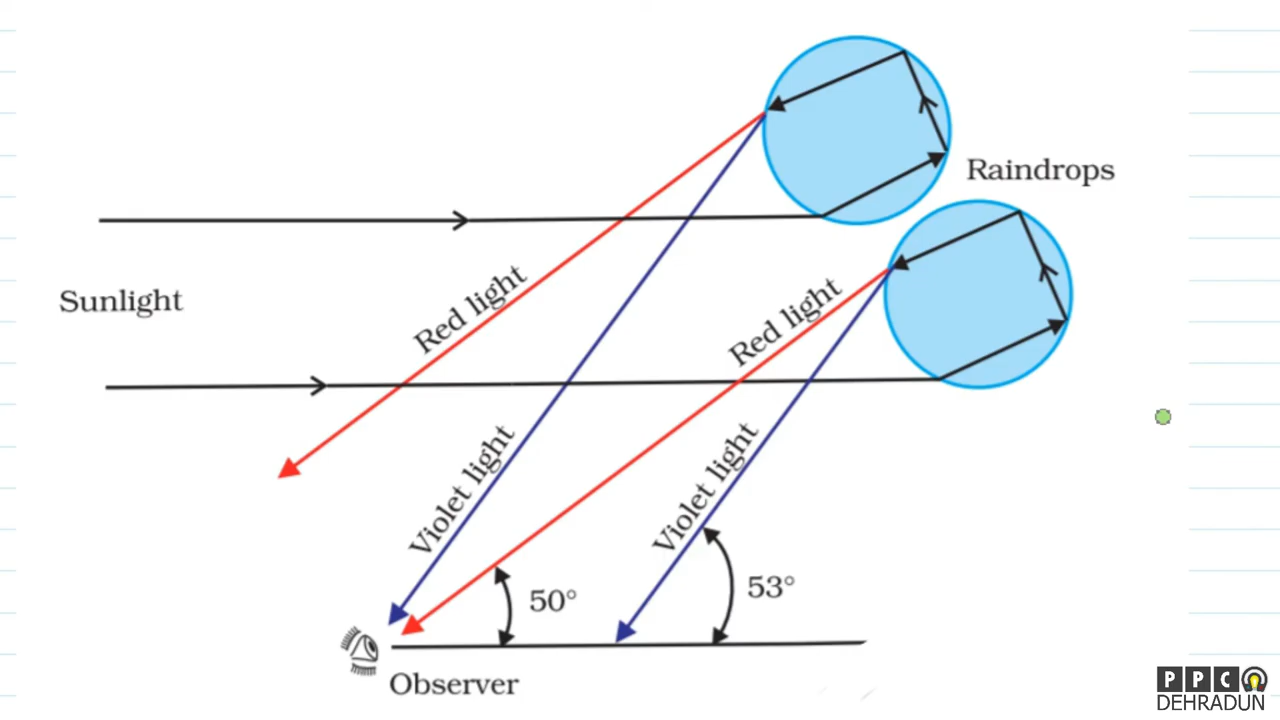 Raindrops
Sunlight
Red light
Red light
Violet light
Violet light
50°
53°
Observer
PPC
DEHRADUN